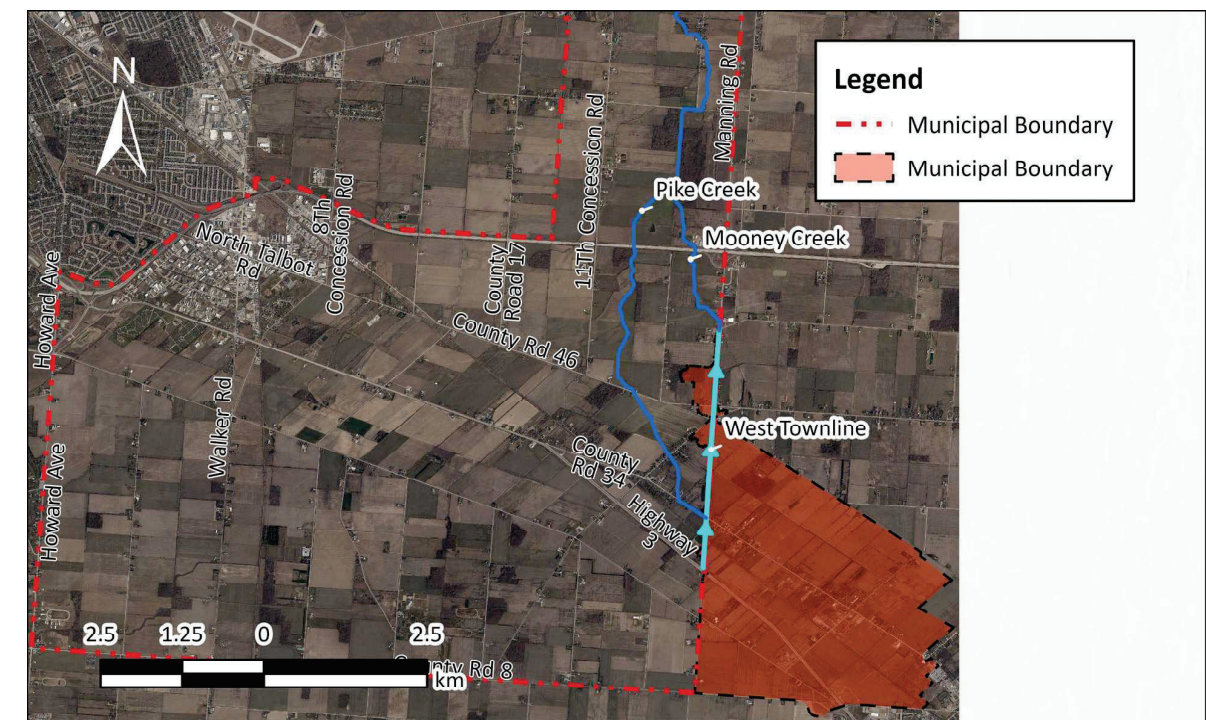 N
Legend
Municipal Boundary
Municipal Boundary
Manning Rd
11Th Concession Rd
Pike Creek
8Th
Concession Rd
Mooney Creek
North Talbot
Rd
County
Road 17
Howard Ave
County Rd 46
Walker Rd
West Townline
County
Rd 34
Howard Ave
Highway
3
2.5 1.25 0 2.5
km
County Rd 8